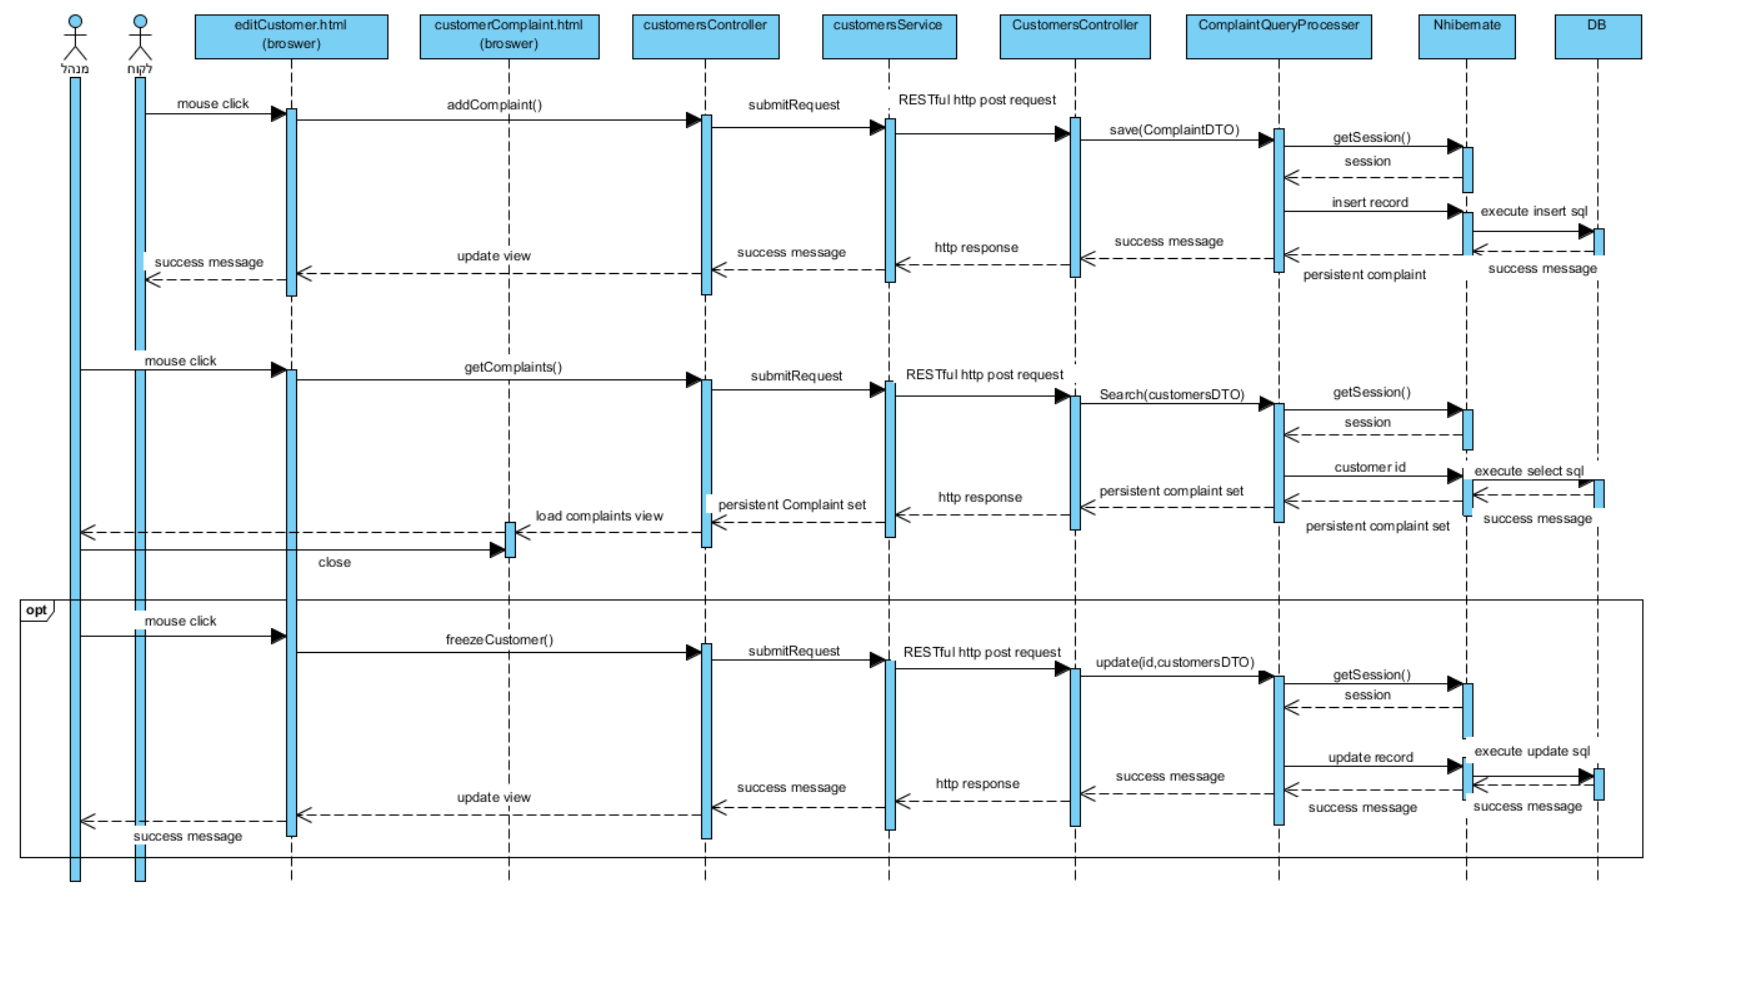 editCustomer.html
(broswer)
customerComplaint.html
(broswer)
customersController
customersService
CustomersController
ComplaintQueryProcesser
Nhibernate
DB
מנהל
לקוח
mouse click
addComplaint()
submitRequest
RESTful http post request
save(ComplaintDTO)
getSession()
session
insert record
execute insert sql
success message
update view
success message
http response
success message
persistent complaint
success message
mouse click
getComplaints()
submitRequest
RESTful http post request
Search(customersDTO)
getSession()
session
customer id
execute select sql
load complaints view
persistent Complaint set
http response
persistent complaint set
persistent complaint set
success message
close
opt
mouse click
freezeCustomer()
submitRequest
RESTful http post request
update(id,customersDTO)
getSession()
session
update record
execute update sql
update view
success message
http response
success message
success message
success message
success message